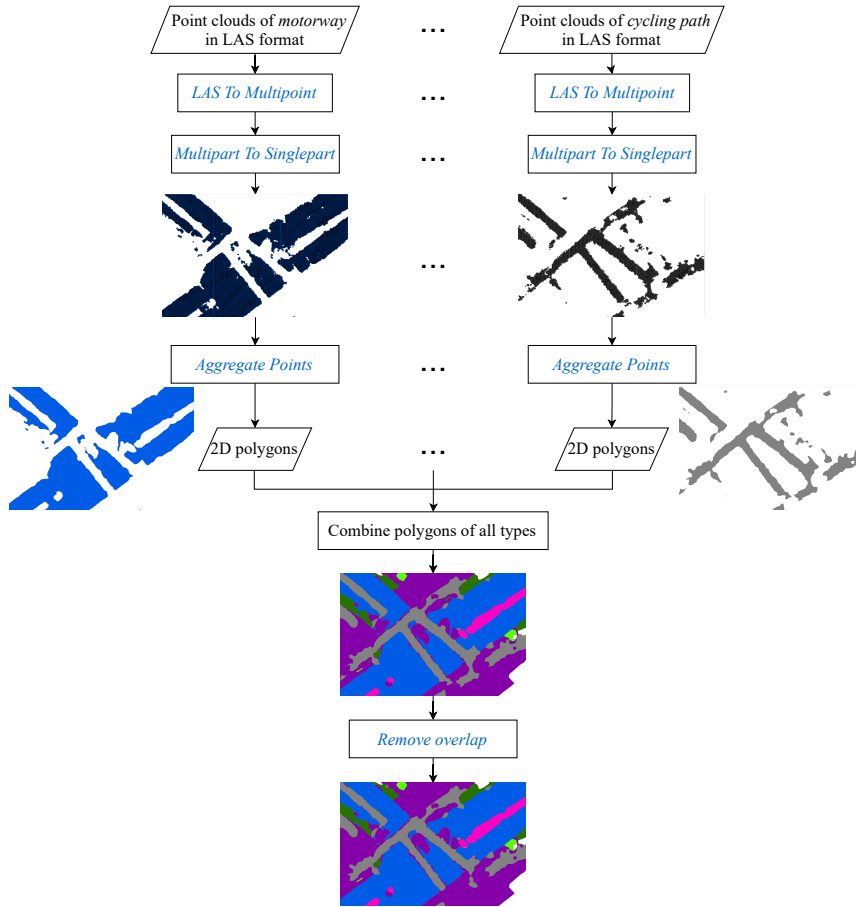 Point clouds of motorway
in LAS format
...
Point clouds of cycling path
in LAS format
LAS To Multipoint
...
LAS To Multipoint
Multipart To Singlepart
...
Multipart To Singlepart
...
Aggregate Points
...
Aggregate Points
2D polygons
...
2D polygons
Combine polygons of all types
Remove overlap